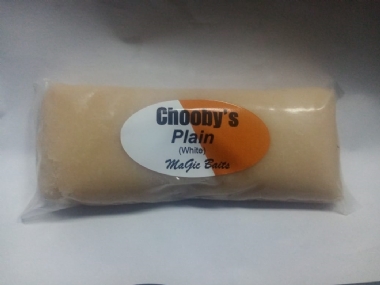 Chooby's
Plain
(White)
MaGic Baits